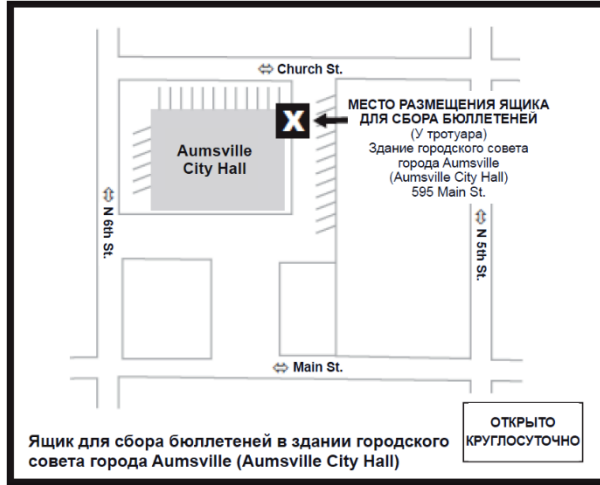 ⇔ Church St.
МЕСТО РАЗМЕЩЕНИЯ ЯЩИКА
ДЛЯ СБОРА БЮЛЛЕТЕНЕЙ
(У тротуара)
Здание городского совета
города Aumsville
(Aumsville City Hall)
595 Main St.
X
Aumsville
City Hall
⇔ N 6th St.
⇔ N 5th St.
⇔ Main St.
ОТКРЫТО
КРУГЛОСУТОЧНО
Ящик для сбора бюллетеней в здании городского
совета города Aumsville (Aumsville City Hall)